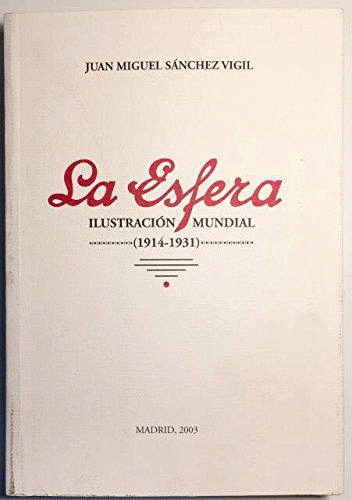 JUAN MIGUEL SÁNCHEZ VIGIL
La Esfera
ILUSTRACIÓN MUNDIAL
(1914-1931)
MADRID, 2003